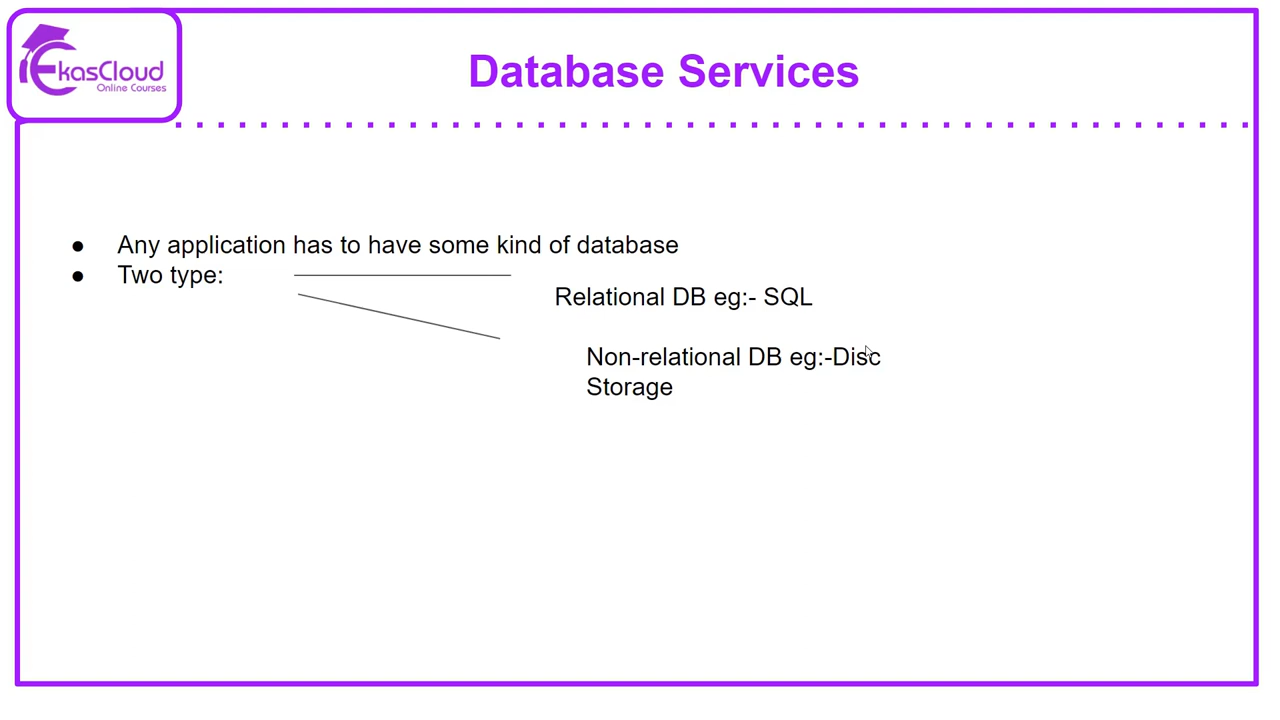 EkasCloud
Online Courses
Database Services
● Any application has to have some kind of database
● Two type:
Relational DB eg:- SQL
Non-relational DB eg:-Disc
Storage